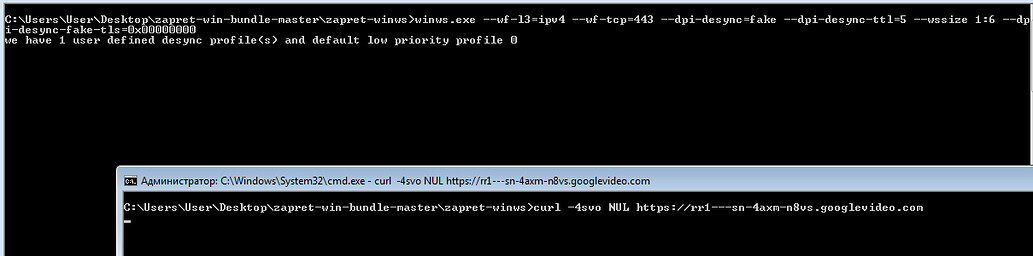 C:\Users\User\Desktop\zapret-win-bundle-master\zapret-winws>winws.exe --wf-l3=ipv4 --wf-tcp=443 --dpi-desync=fake --dpi-desync-ttl=5 --wssize 1:6 --dp
i-desync-fake-tls=0x00000000
we have 1 user defined desync profile(s) and default low priority profile 0
Администратор: C:\Windows\System32\cmd.exe - curl -4svo NUL https://rr1---sn-4axm-n8vs.googlevideo.com
C:\Users\User\Desktop\zapret-win-bundle-master\zapret-winws>curl -4svo NUL https://rr1---sn-4axm-n8vs.googlevideo.com